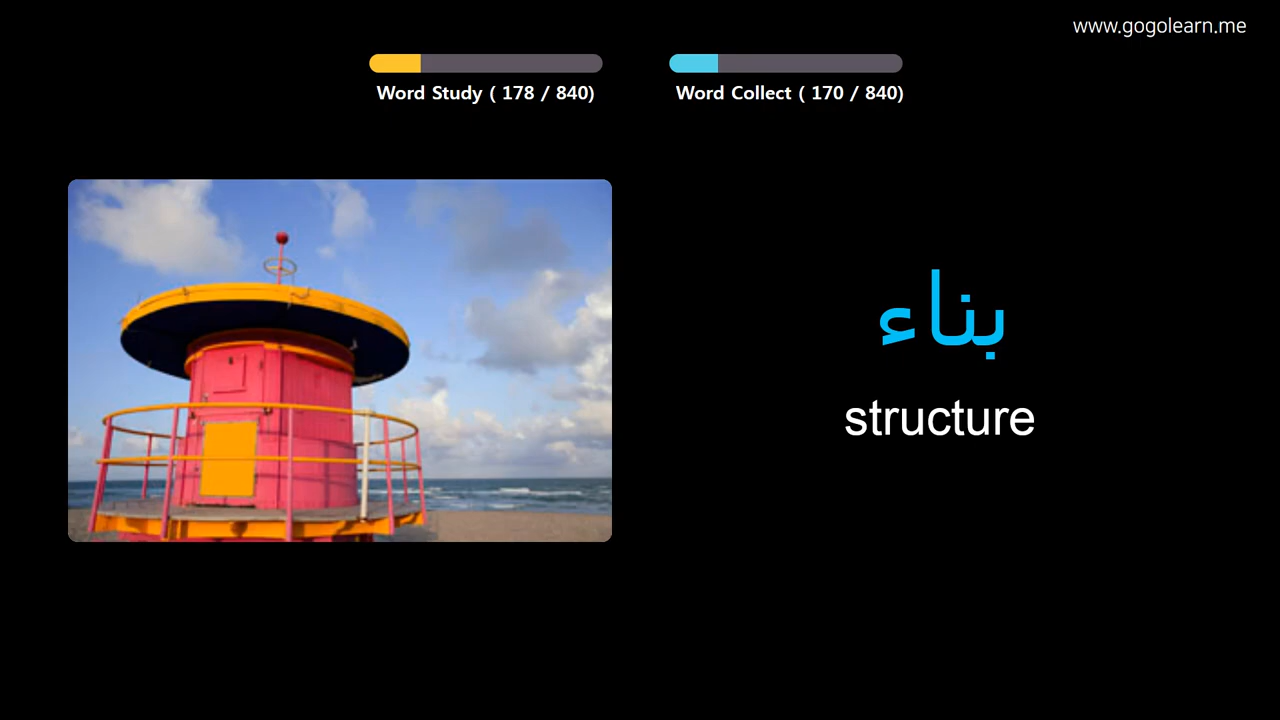 www.gogolearn.me
Word Study ( 178 / 840)
Word Collect ( 170 / 840)
بناء
structure